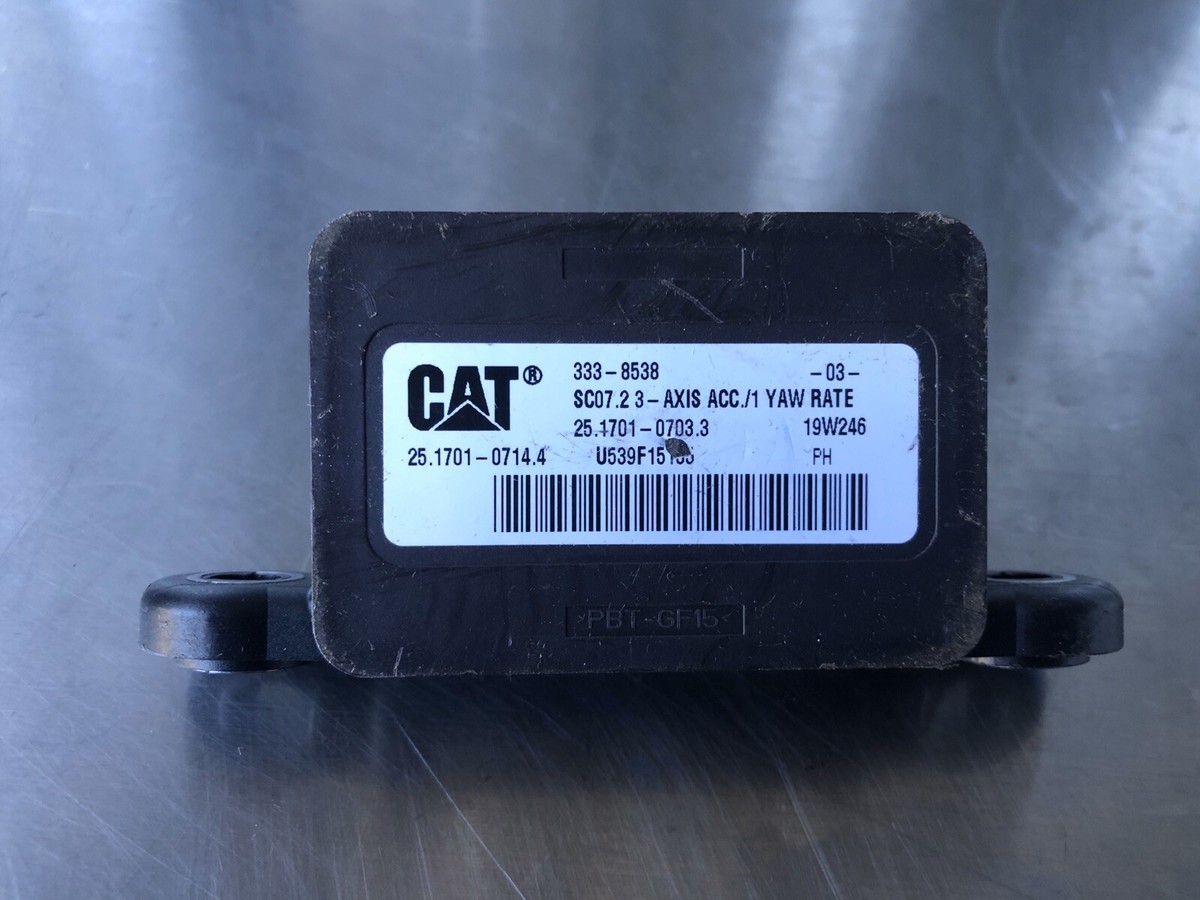 CAT® 333-8538 -03-
SC07.2 3-AXIS ACC./1 YAW RATE
25.1701-0703.3 19W246
25.1701-0714.4 PH
>PBT-GF15<